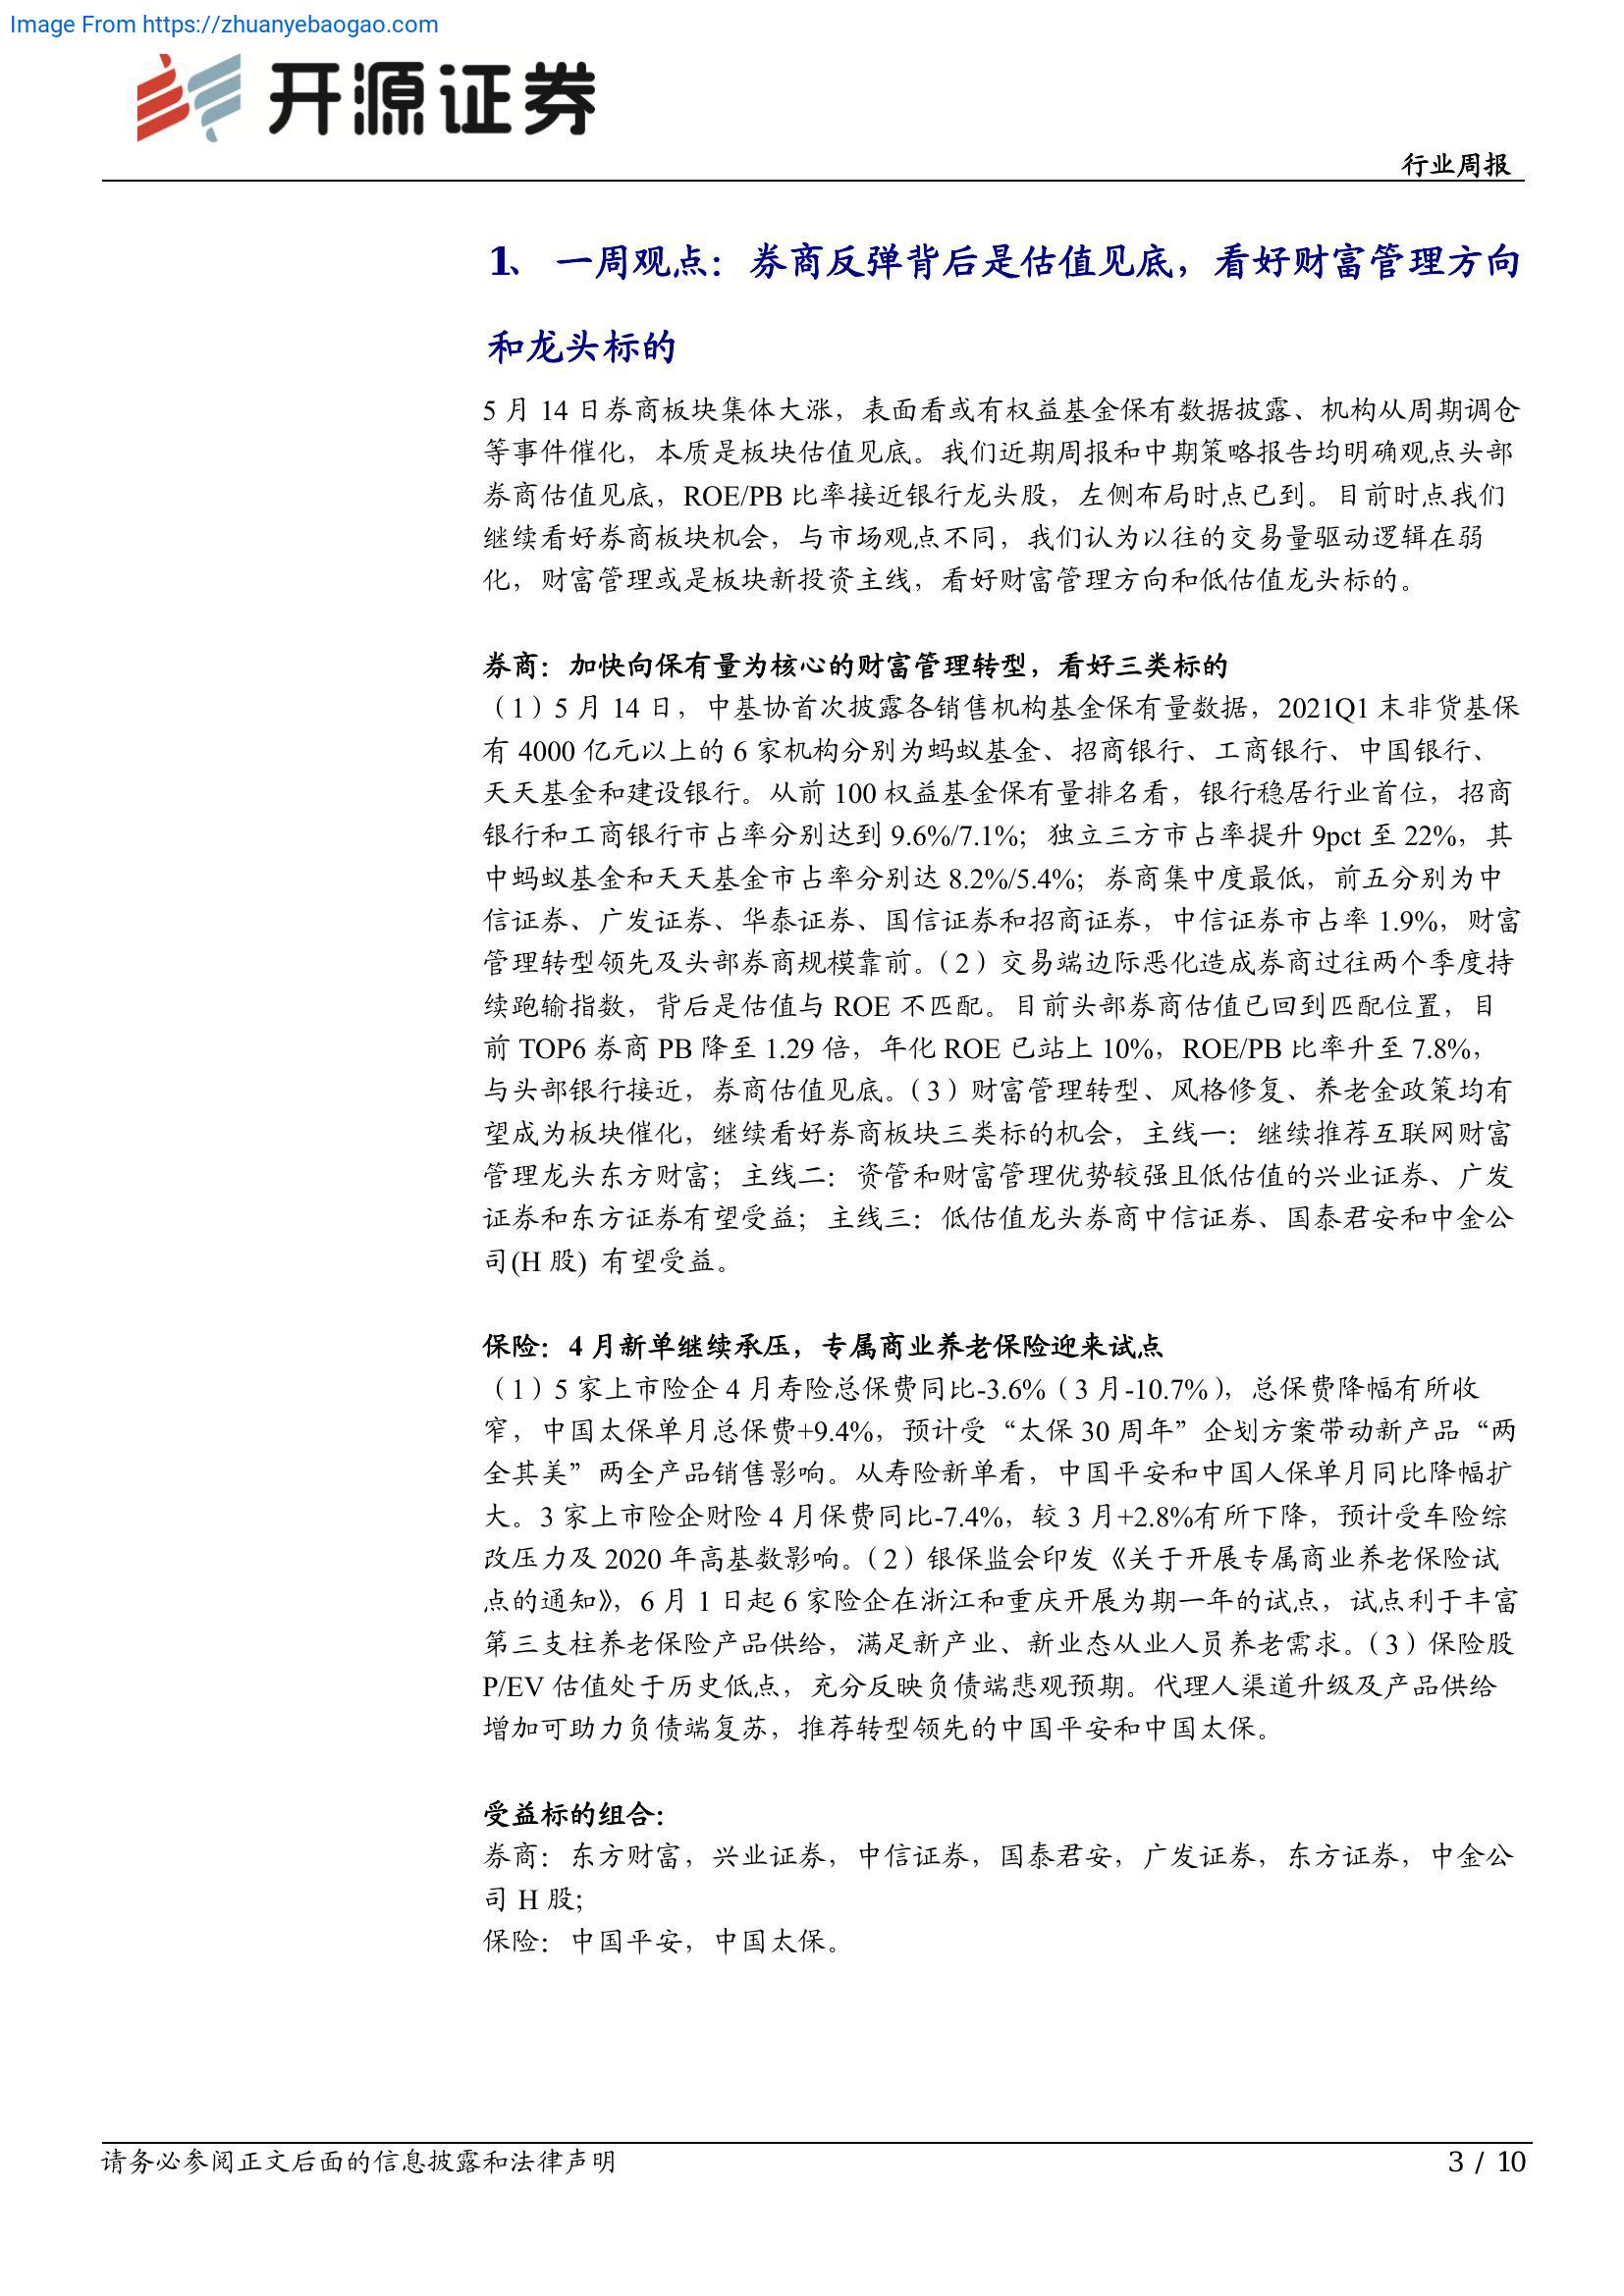 Image From https://zhuanyebaogao.com
开源证券
行业周报
1、 一周观点：券商反弹背后是估值见底，看好财富管理方向
和龙头标的
5 月 14 日券商板块集体大涨，表面看或有权益基金保有数据披露、机构从周期调仓
等事件催化，本质是板块估值见底。我们近期周报和中期策略报告均明确观点头部
券商估值见底，ROE/PB 比率接近银行龙头股，左侧布局时点已到。目前时点我们
继续看好券商板块机会，与市场观点不同，我们认为以往的交易量驱动逻辑在弱
化，财富管理或是板块新投资主线，看好财富管理方向和低估值龙头标的。
券商：加快向保有量为核心的财富管理转型，看好三类标的
（1）5 月 14 日，中基协首次披露各销售机构基金保有量数据，2021Q1 末非货基保
有 4000 亿元以上的 6 家机构分别为蚂蚁基金、招商银行、工商银行、中国银行、
天天基金和建设银行。从前 100 权益基金保有量排名看，银行稳居行业首位，招商
银行和工商银行市占率分别达到 9.6%/7.1%；独立三方市占率提升 9pct 至 22%，其
中蚂蚁基金和天天基金市占率分别达 8.2%/5.4%；券商集中度最低，前五分别为中
信证券、广发证券、华泰证券、国信证券和招商证券，中信证券市占率 1.9%，财富
管理转型领先及头部券商规模靠前。（2）交易端边际恶化造成券商过往两个季度持
续跑输指数，背后是估值与 ROE 不匹配。目前头部券商估值已回到匹配位置，目
前 TOP6 券商 PB 降至 1.29 倍，年化 ROE 已站上 10%，ROE/PB 比率升至 7.8%，
与头部银行接近，券商估值见底。（3）财富管理转型、风格修复、养老金政策均有
望成为板块催化，继续看好券商板块三类标的机会，主线一：继续推荐互联网财富
管理龙头东方财富；主线二：资管和财富管理优势较强且低估值的兴业证券、广发
证券和东方证券有望受益；主线三：低估值龙头券商中信证券、国泰君安和中金公
司(H 股) 有望受益。
保险：4 月新单继续承压，专属商业养老保险迎来试点
（1）5 家上市险企 4 月寿险总保费同比-3.6%（3 月-10.7%），总保费降幅有所收
窄，中国太保单月总保费+9.4%，预计受“太保 30 周年”企划方案带动新产品“两
全其美”两全产品销售影响。从寿险新单看，中国平安和中国人保单月同比降幅扩
大。3 家上市险企财险 4 月保费同比-7.4%，较 3 月+2.8%有所下降，预计受车险综
改压力及 2020 年高基数影响。（2）银保监会印发《关于开展专属商业养老保险试
点的通知》，6 月 1 日起 6 家险企在浙江和重庆开展为期一年的试点，试点利于丰富
第三支柱养老保险产品供给，满足新产业、新业态从业人员养老需求。（3）保险股
P/EV 估值处于历史低点，充分反映负债端悲观预期。代理人渠道升级及产品供给
增加可助力负债端复苏，推荐转型领先的中国平安和中国太保。
受益标的组合：
券商：东方财富，兴业证券，中信证券，国泰君安，广发证券，东方证券，中金公
司 H 股；
保险：中国平安，中国太保。
请务必参阅正文后面的信息披露和法律声明
3 / 10